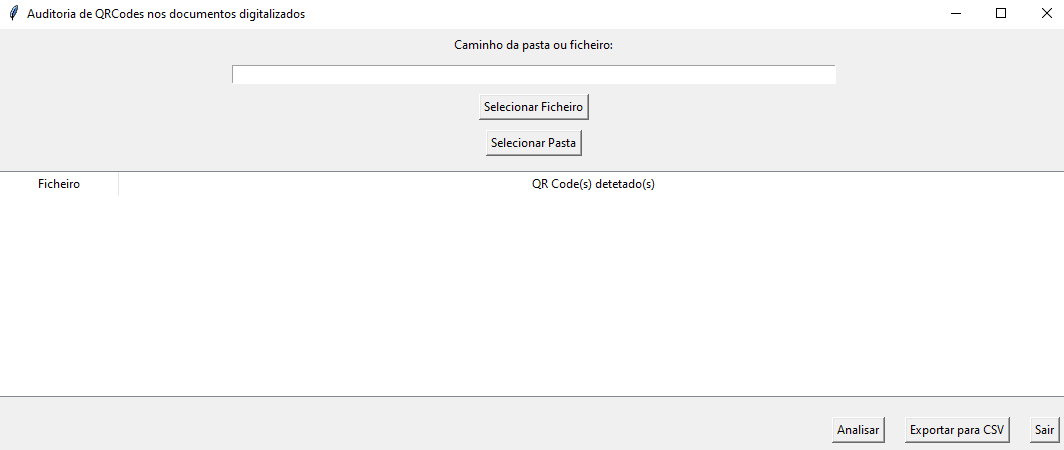 Auditoria de QRCodes nos documentos digitalizados
Caminho da pasta ou ficheiro:
Selecionar Ficheiro
Selecionar Pasta
Ficheiro QR Code(s) detetado(s)
Analisar Exportar para CSV Sair